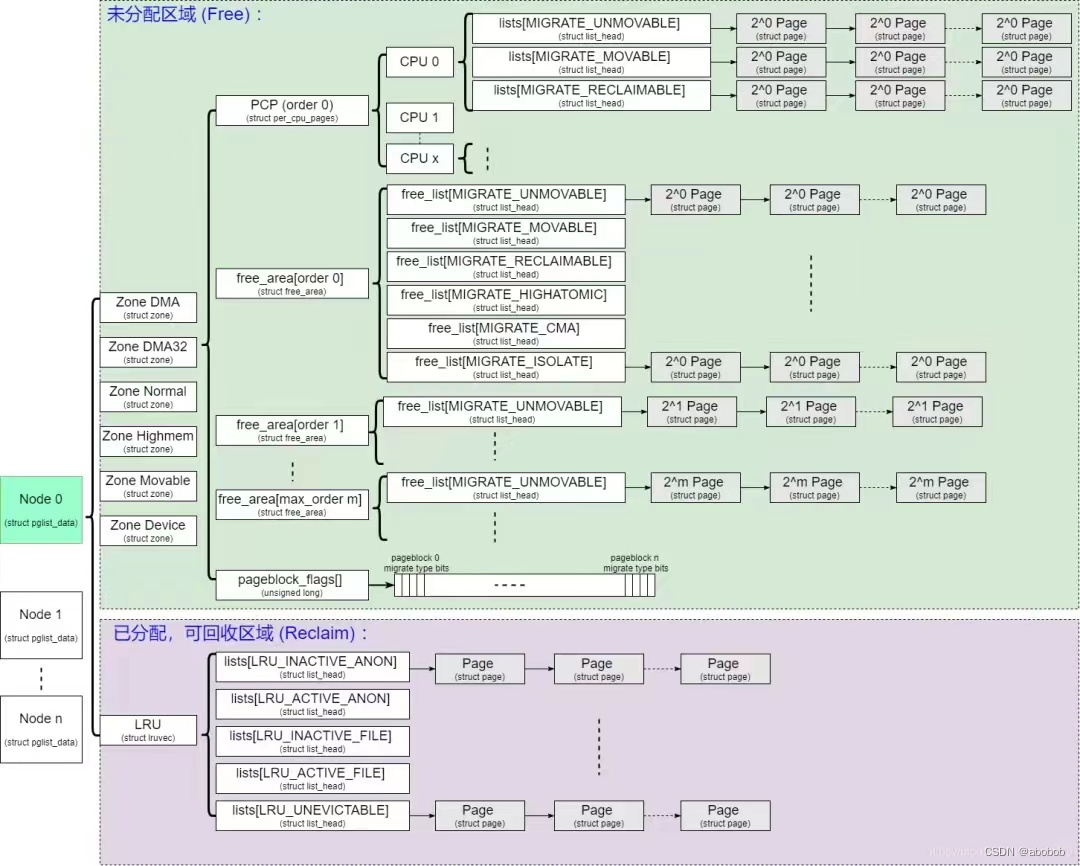 未分配区域 (Free)：
PCP (order 0)
(struct per_cpu_pages)
CPU 0
lists[MIGRATE_UNMOVABLE]
(struct list_head)
2^0 Page
(struct page)
2^0 Page
(struct page)
2^0 Page
(struct page)
lists[MIGRATE_MOVABLE]
(struct list_head)
2^0 Page
(struct page)
2^0 Page
(struct page)
2^0 Page
(struct page)
lists[MIGRATE_RECLAIMABLE]
(struct list_head)
2^0 Page
(struct page)
2^0 Page
(struct page)
2^0 Page
(struct page)
CPU 1
CPU x
free_area[order 0]
(struct free_area)
free_list[MIGRATE_UNMOVABLE]
(struct list_head)
2^0 Page
(struct page)
2^0 Page
(struct page)
2^0 Page
(struct page)
free_list[MIGRATE_MOVABLE]
(struct list_head)
free_list[MIGRATE_RECLAIMABLE]
(struct list_head)
free_list[MIGRATE_HIGHATOMIC]
(struct list_head)
free_list[MIGRATE_CMA]
(struct list_head)
free_list[MIGRATE_ISOLATE]
(struct list_head)
2^0 Page
(struct page)
2^0 Page
(struct page)
2^0 Page
(struct page)
free_area[order 1]
(struct free_area)
free_list[MIGRATE_UNMOVABLE]
(struct list_head)
2^1 Page
(struct page)
2^1 Page
(struct page)
2^1 Page
(struct page)
free_area[max_order m]
(struct free_area)
free_list[MIGRATE_UNMOVABLE]
(struct list_head)
2^m Page
(struct page)
2^m Page
(struct page)
2^m Page
(struct page)
pageblock_flags[]
(unsigned long)
pageblock 0
migrate type bits
pageblock n
migrate type bits
Zone DMA
(struct zone)
Zone DMA32
(struct zone)
Zone Normal
(struct zone)
Zone Highmem
(struct zone)
Zone Movable
(struct zone)
Zone Device
(struct zone)
Node 0
(struct pglist_data)
Node 1
(struct pglist_data)
Node n
(struct pglist_data)
已分配，可回收区域 (Reclaim)：
LRU
(struct lruvec)
lists[LRU_INACTIVE_ANON]
(struct list_head)
Page
(struct page)
Page
(struct page)
Page
(struct page)
lists[LRU_ACTIVE_ANON]
(struct list_head)
lists[LRU_INACTIVE_FILE]
(struct list_head)
lists[LRU_ACTIVE_FILE]
(struct list_head)
lists[LRU_UNEVICTABLE]
(struct list_head)
Page
(struct page)
Page
(struct page)
Page
(struct page)
CSDN @abobob